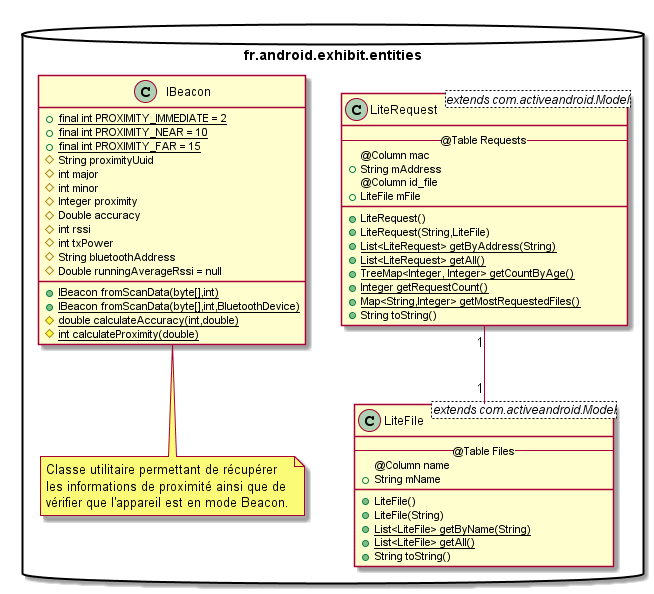 fr.android.exhibit.entities
C IBeacon
final int PROXIMITY_IMMEDIATE = 2
final int PROXIMITY_NEAR = 10
final int PROXIMITY_FAR = 15
String proximityUuid
int major
int minor
Integer proximity
Double accuracy
int rssi
int txPower
String bluetoothAddress
Double runningAverageRssi = null
IBeacon fromScanData(byte[],int)
IBeacon fromScanData(byte[],int,BluetoothDevice)
double calculateAccuracy(int,double)
int calculateProximity(double)
Classe utilitaire permettant de récupérer
les informations de proximité ainsi que de
vérifier que l'appareil est en mode Beacon.
extends com.activeandroid.Model
C LiteRequest
@Table Requests
@Column mac
String mAddress
@Column id_file
LiteFile mFile
LiteRequest()
LiteRequest(String,LiteFile)
List<LiteRequest> getByAddress(String)
List<LiteRequest> getAll()
TreeMap<Integer, Integer> getCountByAge()
Integer getRequestCount()
Map<String,Integer> getMostRequestedFiles()
String toString()
1
1
extends com.activeandroid.Model
C LiteFile
@Table Files
@Column name
String mName
LiteFile()
LiteFile(String)
List<LiteFile> getByName(String)
List<LiteFile> getAll()
String toString()